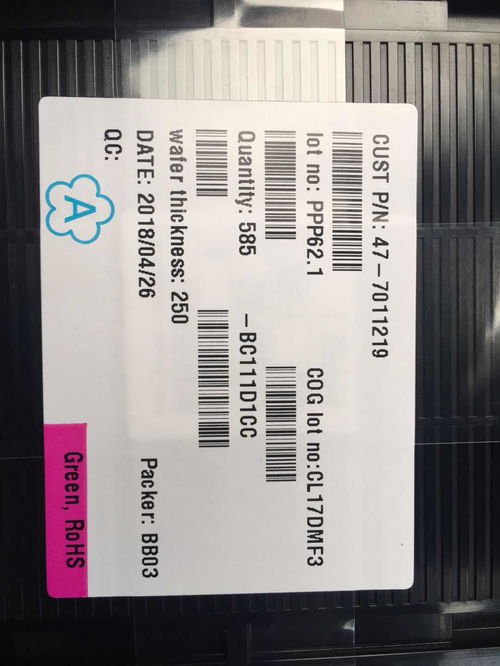 CUST P/N: 47-7011219
lot no: PPP62.1 COG lot no:CL17DMF3
Quantity: 585 -BC111D1CC
wafer thickness: 250
DATE: 2018/04/26 Packer: BB03
QC:
A
Green, RoHS